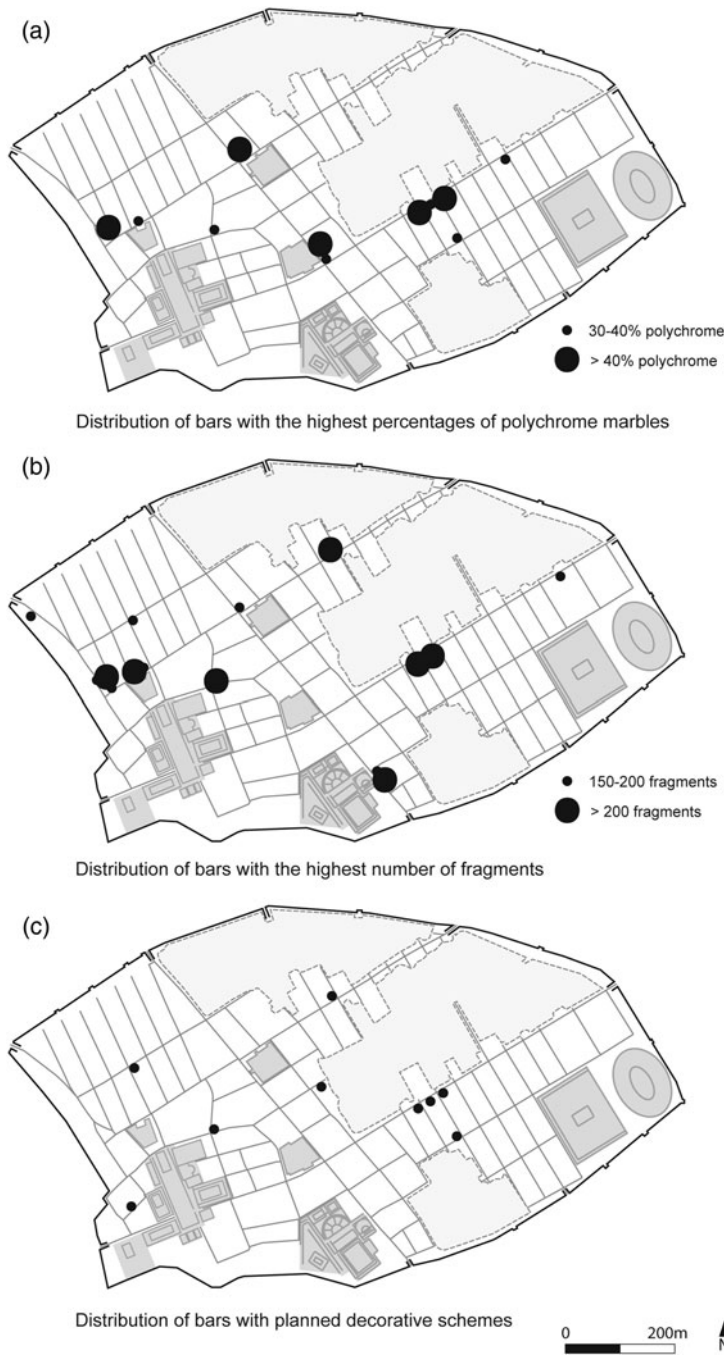 (a)
30-40% polychrome
> 40% polychrome
Distribution of bars with the highest percentages of polychrome marbles
(b)
150-200 fragments
> 200 fragments
Distribution of bars with the highest number of fragments
(c)
Distribution of bars with planned decorative schemes
0 200m
N